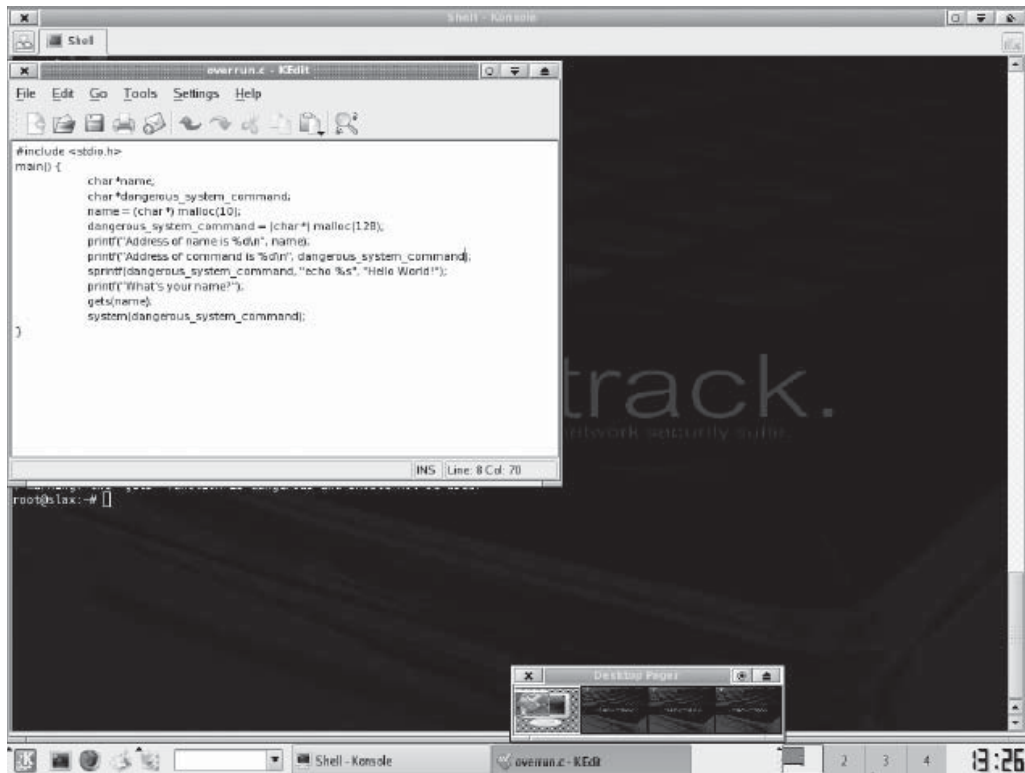 Shell - Konsole
Shell
overrun.c - KEdit
File Edit Go Tools Settings Help
#include <stdio.h>
main() {
char *name;
char *dangerous_system_command;
name = (char *) malloc(10);
dangerous_system_command = (char *) malloc(128);
printf("Address of name is %d\n", name);
printf("Address of command is %d\n", dangerous_system_command);
sprintf(dangerous_system_command, "echo %s", "Hello World!");
printf("What's your name?");
gets(name);
system(dangerous_system_command);
}
INS Line: 8 Col: 70
root@slax:~#
track.
network security suite.
Desktop Pager
Shell - Konsole
overrun.c - KEdit
2 3 4
13:26